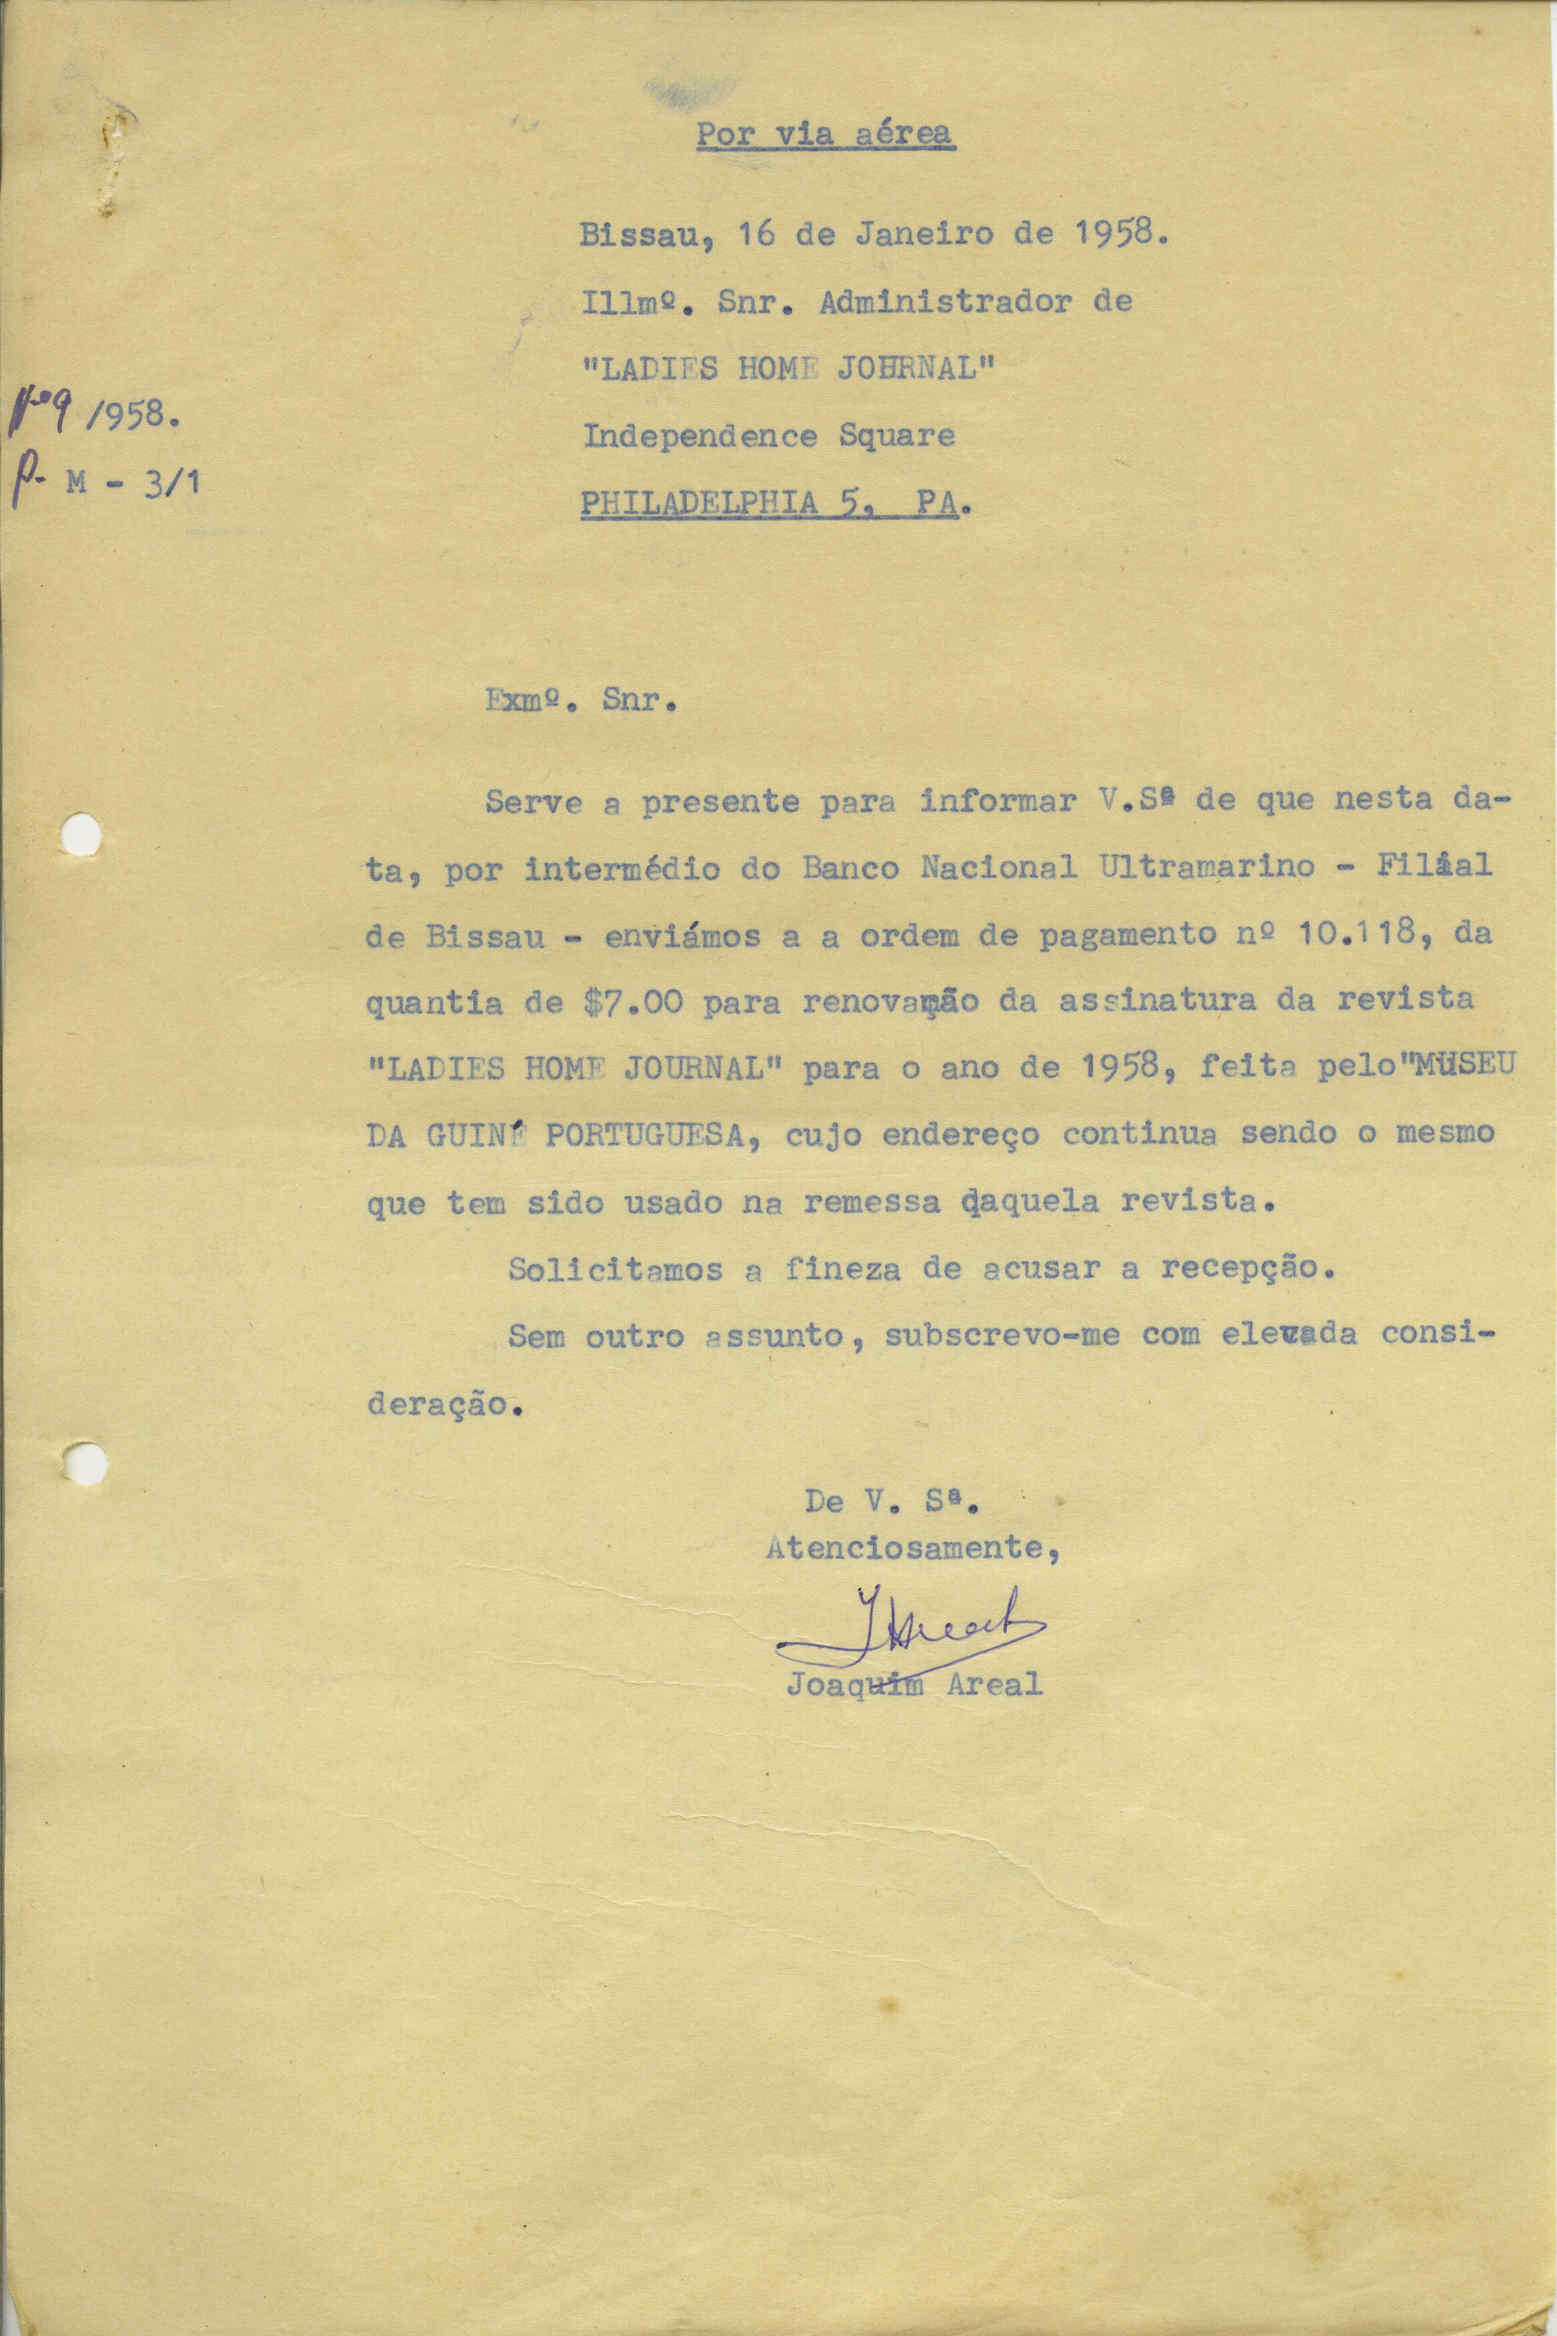 Por via aérea
Bissau, 16 de Janeiro de 1958.
Illmº. Snr. Administrador de
"LADIES HOME JOURNAL"
Nº 9 /958.
Independence Square
P. M - 3/1
PHILADELPHIA 5, PA.
Exmº. Snr.
Serve a presente para informar V.Sª de que nesta da-
ta, por intermédio do Banco Nacional Ultramarino - Filial
de Bissau - enviámos a a ordem de pagamento nº 10.118, da
quantia de $7.00 para renovação da assinatura da revista
"LADIES HOME JOURNAL" para o ano de 1958, feita pelo"MUSEU
DA GUINÉ PORTUGUESA, cujo endereço continua sendo o mesmo
que tem sido usado na remessa daquela revista.
Solicitamos a fineza de acusar a recepção.
Sem outro assunto, subscrevo-me com elevada consi-
deração.
De V. Sª.
Atenciosamente,
JAreal
Joaquim Areal